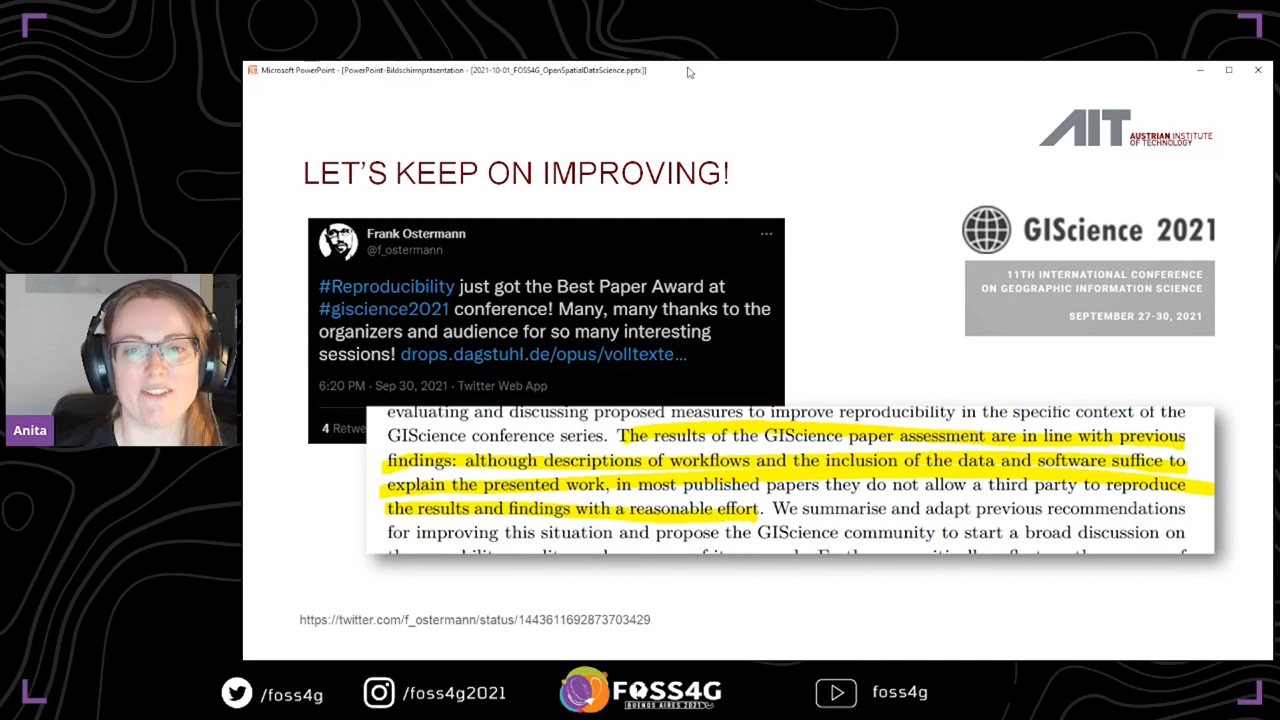 Microsoft PowerPoint - [PowerPoint-Bildschirmpräsentation - [2021-10-01_FOSS4G_OpenSpatialDataScience.pptx]]
AIT AUSTRIAN INSTITUTE
OF TECHNOLOGY
LET'S KEEP ON IMPROVING!
GIScience 2021
11TH INTERNATIONAL CONFERENCE
ON GEOGRAPHIC INFORMATION SCIENCE
SEPTEMBER 27-30, 2021
Frank Ostermann
@f_ostermann
#Reproducibility just got the Best Paper Award at
#giscience2021 conference! Many, many thanks to the
organizers and audience for so many interesting
sessions! drops.dagstuhl.de/opus/volltexte...
6:20 PM · Sep 30, 2021 · Twitter Web App
4 Retwe
evaluating and discussing proposed measures to improve reproducibility in the specific context of the
GIScience conference series. The results of the GIScience paper assessment are in line with previous
findings: although descriptions of workflows and the inclusion of the data and software suffice to
explain the presented work, in most published papers they do not allow a third party to reproduce
the results and findings with a reasonable effort. We summarise and adapt previous recommendations
for improving this situation and propose the GIScience community to start a broad discussion on
https://twitter.com/f_ostermann/status/1443611692873703429
Anita
/foss4g
/foss4g2021
FOSS4G
BUENOS AIRES 2021
foss4g